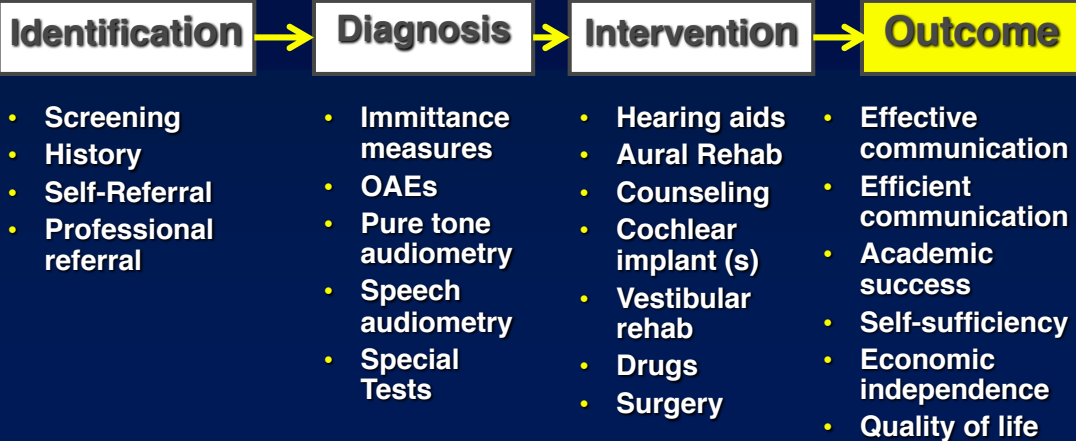 Identification
Diagnosis
Intervention
Outcome
• Screening
• History
• Self-Referral
• Professional
referral
• Immittance
measures
• OAEs
• Pure tone
audiometry
• Speech
audiometry
• Special
Tests
• Hearing aids
• Aural Rehab
• Counseling
• Cochlear
implant (s)
• Vestibular
rehab
• Drugs
• Surgery
• Effective
communication
• Efficient
communication
• Academic
success
• Self-sufficiency
• Economic
independence
• Quality of life